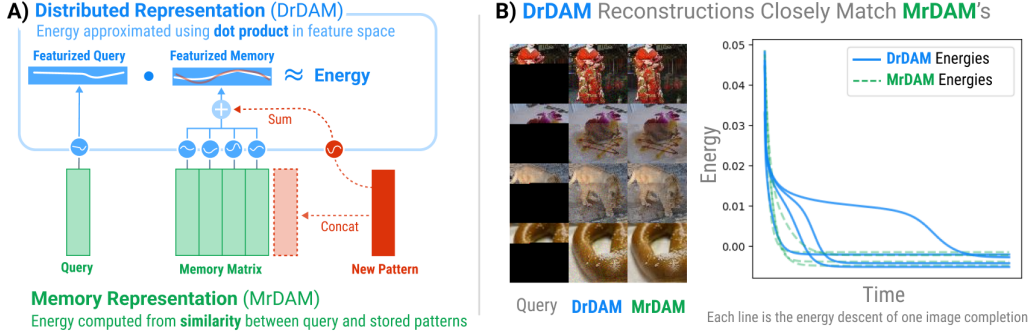 A) Distributed Representation (DrDAM)
Energy approximated using dot product in feature space
Featurized Query
Featurized Memory
≈ Energy
Sum
Concat
Query
Memory Matrix
New Pattern
Memory Representation (MrDAM)
Energy computed from similarity between query and stored patterns
B) DrDAM Reconstructions Closely Match MrDAM's
Query DrDAM MrDAM
DrDAM Energies
MrDAM Energies
Energy
0.05
0.04
0.03
0.02
0.01
0.00
Time
Each line is the energy descent of one image completion